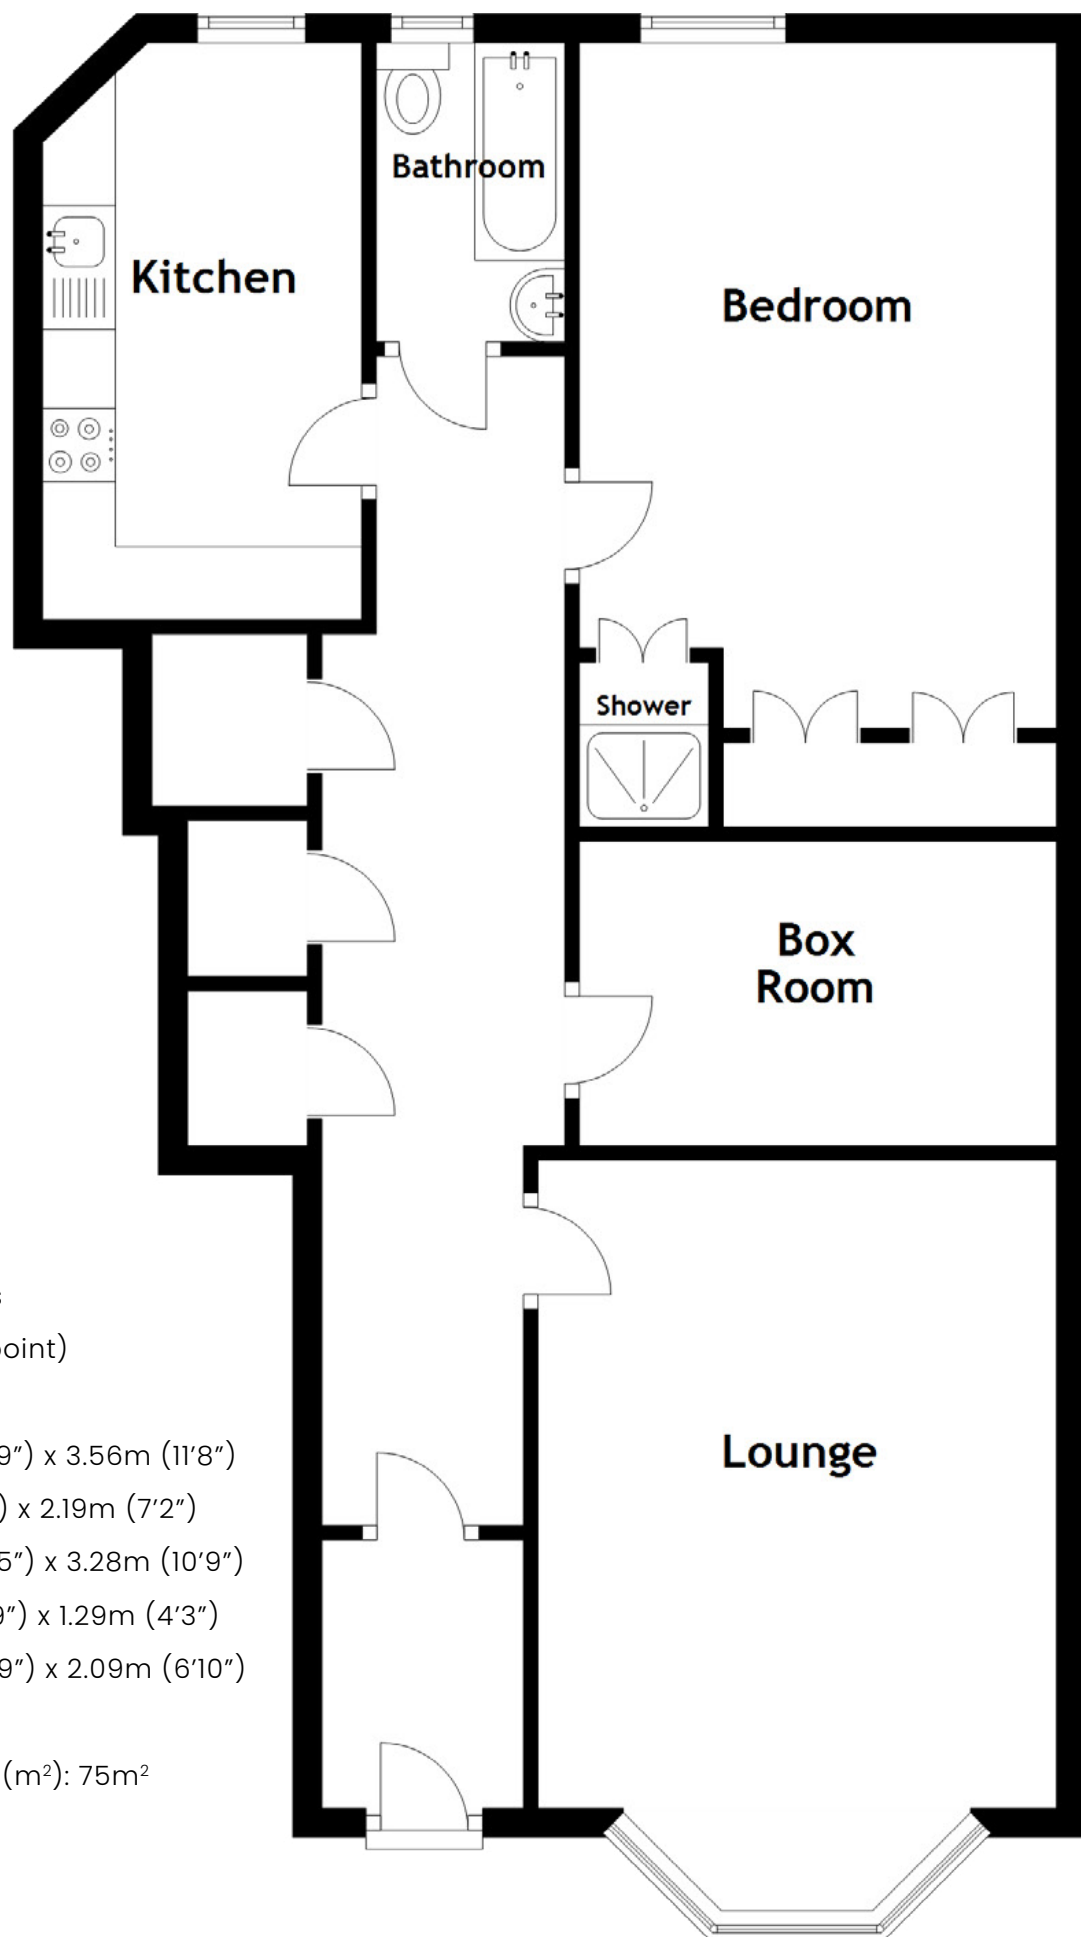 Bathroom
Kitchen
Bedroom
Shower
Box
Room
Lounge
point)
9”) x 3.56m (11’8”)
) x 2.19m (7’2”)
5”) x 3.28m (10’9”)
9”) x 1.29m (4’3”)
9”) x 2.09m (6’10”)
(m²): 75m²